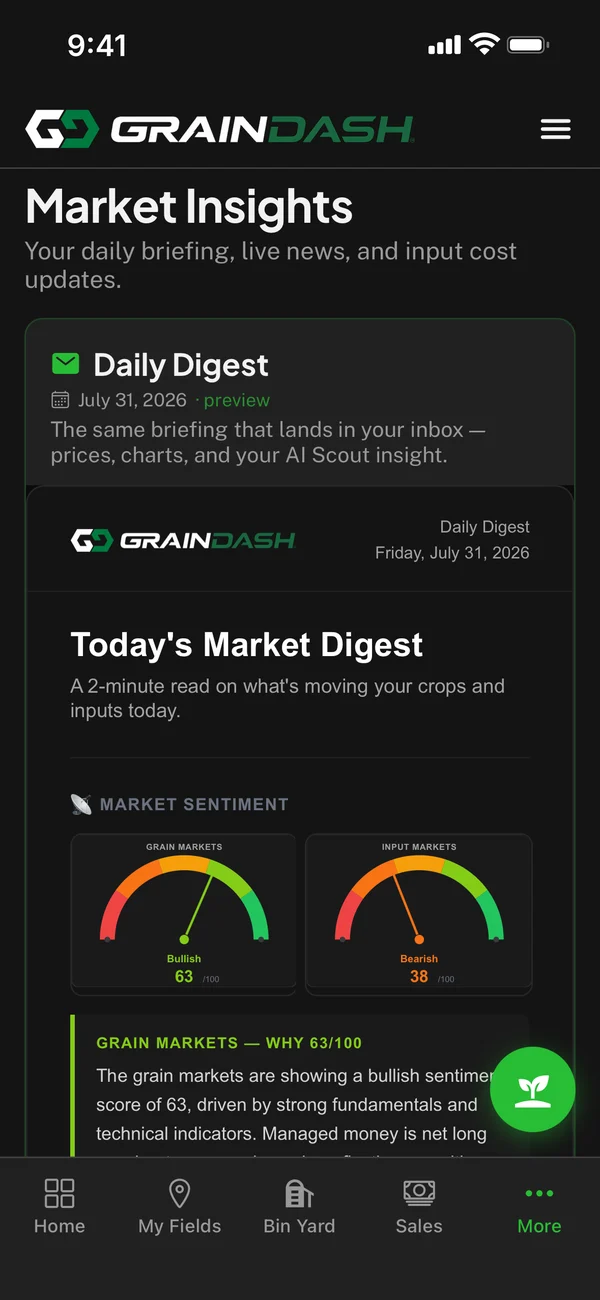 9:41
GRAINDASH
Market Insights
Your daily briefing, live news, and input cost
updates.
Daily Digest
July 31, 2026 · preview
The same briefing that lands in your inbox —
prices, charts, and your AI Scout insight.
GRAINDASH
Daily Digest
Friday, July 31, 2026
Today's Market Digest
A 2-minute read on what's moving your crops and
inputs today.
MARKET SENTIMENT
GRAIN MARKETS
Bullish
63 /100
INPUT MARKETS
Bearish
38 /100
GRAIN MARKETS — WHY 63/100
The grain markets are showing a bullish
score of 63, driven by strong fundamentals and
technical indicators. Managed money is net long
Home
My Fields
Bin Yard
Sales
More